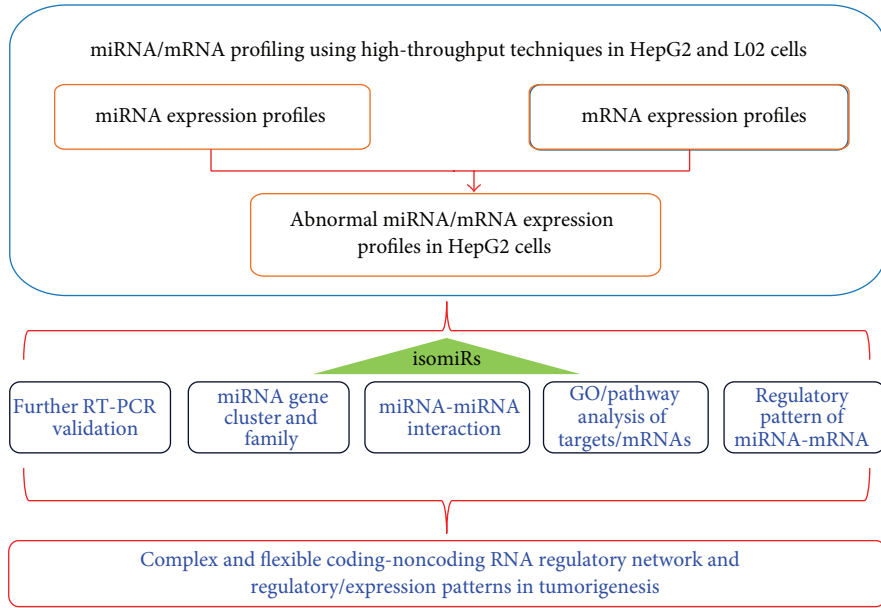 miRNA/mRNA profiling using high-throughput techniques in HepG2 and L02 cells
miRNA expression profiles
mRNA expression profiles
Abnormal miRNA/mRNA expression
profiles in HepG2 cells
isomiRs
Further RT-PCR
validation
miRNA gene
cluster and
family
miRNA-miRNA
interaction
GO/pathway
analysis of
targets/mRNAs
Regulatory
pattern of
miRNA-mRNA
Complex and flexible coding-noncoding RNA regulatory network and
regulatory/expression patterns in tumorigenesis